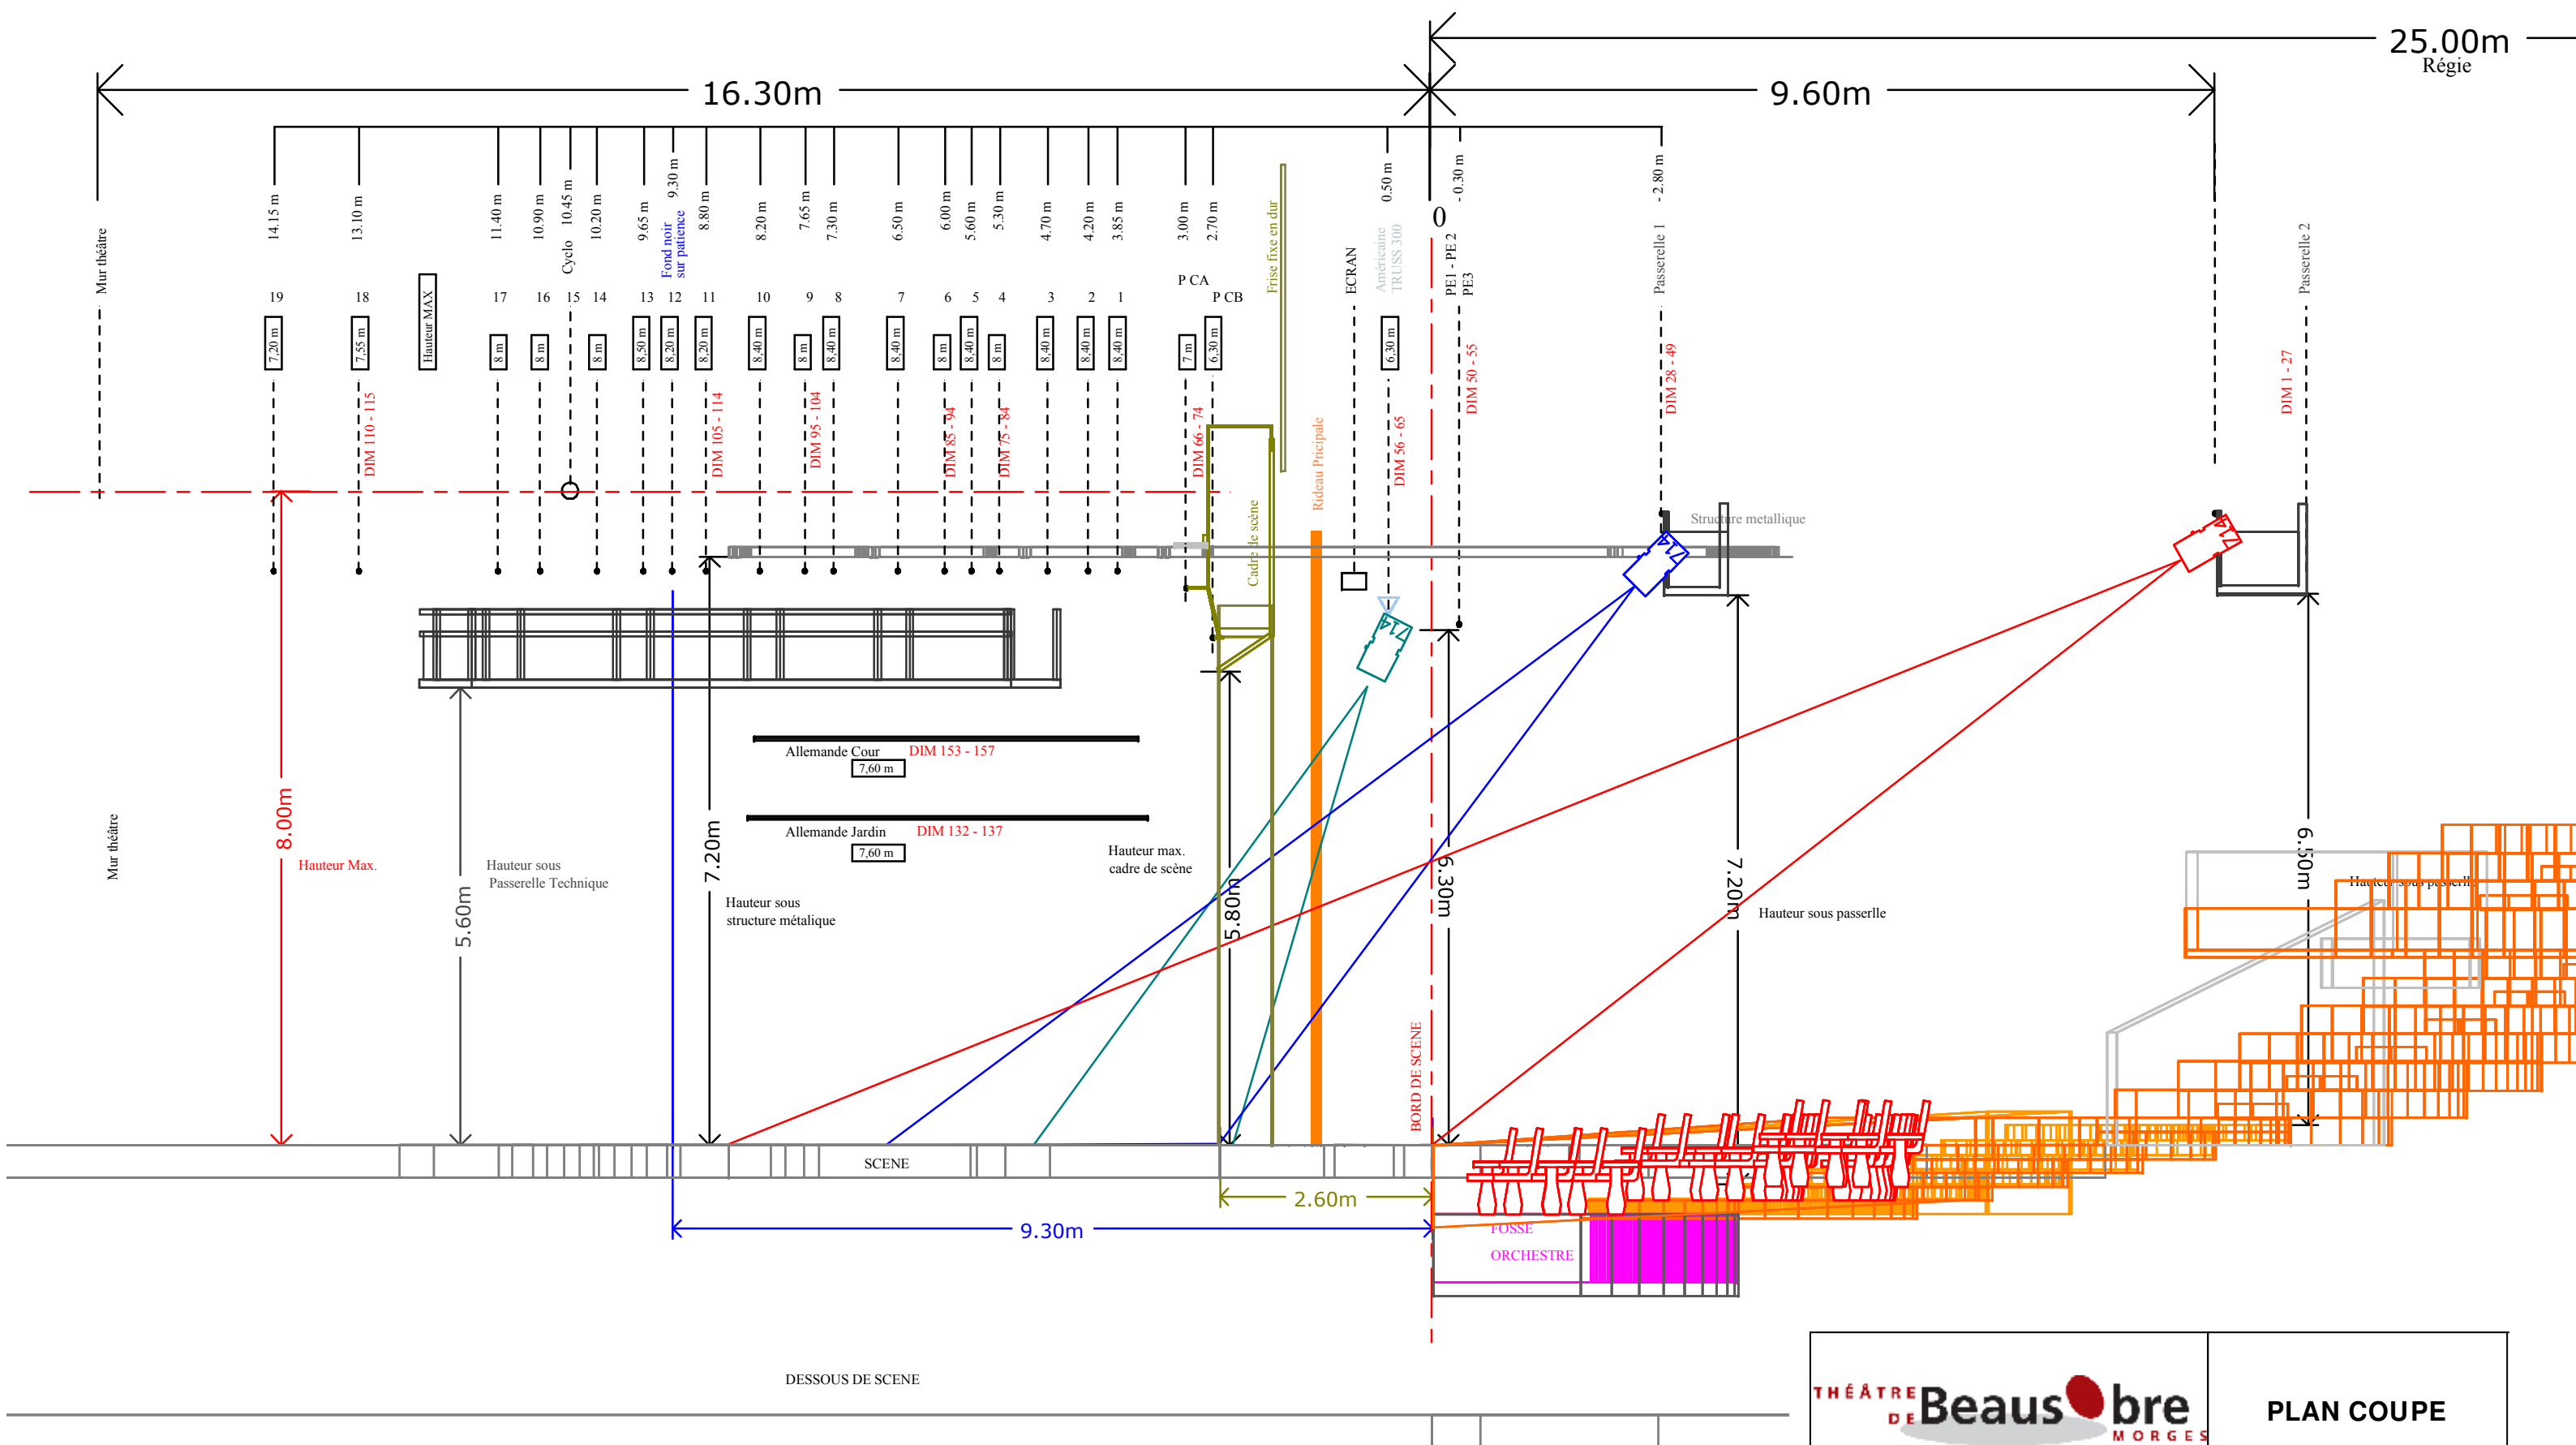 25.00m
Régie
16.30m
9.60m
14.15 m
13.10 m
11.40 m
10.90 m
10.45 m
10.20 m
9.65 m
9.30 m
8.80 m
8.20 m
7.65 m
7.30 m
6.50 m
6.00 m
5.60 m
5.30 m
4.70 m
4.20 m
3.85 m
3.00 m
2.70 m
0.50 m
0
- 0.30 m
- 2.80 m
Mur théâtre
Cyclo
Fond noir
sur patience
Frise fixe en dur
ECRAN
Américaine
TRUSS 300
PE1 - PE 2
PE3
Passerelle 1
Passerelle 2
P CA
P CB
19
18
Hauteur MAX
17
16
15
14
13
12
11
10
9
8
7
6
5
4
3
2
1
7,20 m
7,55 m
8 m
8 m
8 m
8,50 m
8,20 m
8,20 m
8,40 m
8 m
8,40 m
8,40 m
8 m
8,40 m
8 m
8,40 m
8,40 m
8,40 m
7 m
6,30 m
6,30 m
DIM 110 - 115
DIM 105 - 114
DIM 95 - 104
DIM 85 - 94
DIM 75 - 84
DIM 66 - 74
DIM 56 - 65
DIM 50 - 55
DIM 28 - 49
DIM 1 - 27
Rideau Pricipale
Cadre de scène
Structure metallique
714
714
714
Allemande Cour
DIM 153 - 157
7,60 m
Allemande Jardin
DIM 132 - 137
7,60 m
Mur théâtre
8.00m
Hauteur Max.
5.60m
Hauteur sous
Passerelle Technique
7.20m
Hauteur sous
structure métalique
Hauteur max.
cadre de scène
5.80m
6.30m
7.20m
Hauteur sous passerlle
6.50m
Hauteur sous passerlle
BORD DE SCENE
SCENE
2.60m
9.30m
FOSSE
ORCHESTRE
DESSOUS DE SCENE
THÉÂTRE
DE
Beausobre
MORGES
PLAN COUPE